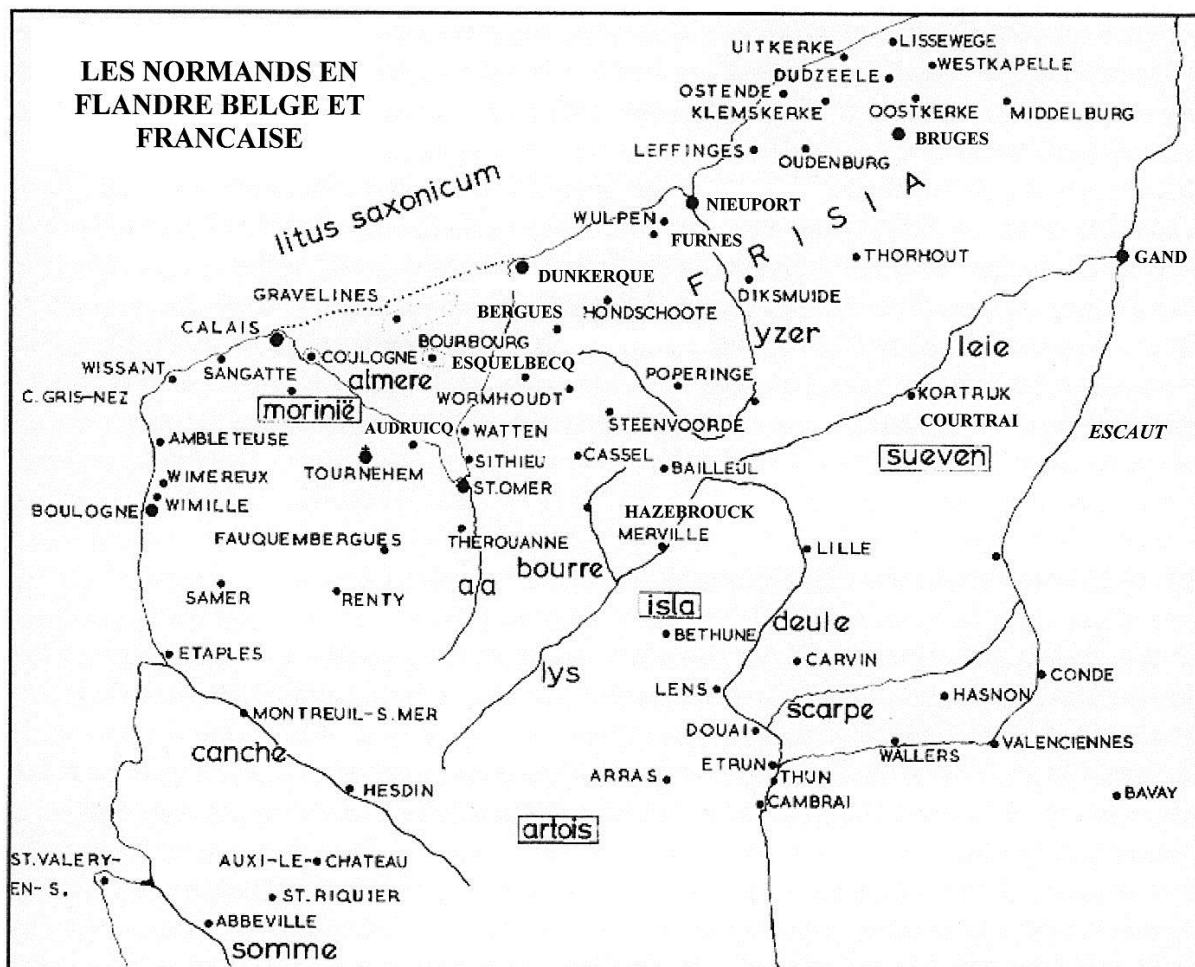 LES NORMANDS EN
FLANDRE BELGE ET
FRANCAISE
UITKERKE
LISSEWEGE
WESTKAPELLE
DUDZEELE
OSTENDE
KLEMSKERKE
OOSTKERKE
MIDDELBURG
BRUGES
LEFFINGES
OUDENBURG
litus saxonicum
NIEUPORT
WULPEN
FURNES
FRISIA
THORHOUT
GAND
DUNKERQUE
DIKSMUIDE
GRAVELINES
HONDSCHOOTE
BERGUES
yzer
CALAIS
COULOGNE
BOURBOURG
leie
WISSANT
SANGATTE
almere
ESQUELBECQ
POPERINGE
C. GRIS-NEZ
morinië
WORMHOUDT
KORTRIJK
COURTRAI
STEENVOORDE
AUDRUICQ
WATTEN
ESCAUT
AMBLETEUSE
TOURNEHEM
SITHIEU
CASSEL
BAILLEUL
sueven
WIMEREUX
ST.OMER
WIMILLE
BOULOGNE
HAZEBROUCK
MERVILLE
FAUQUEMBERGUES
THEROUANNE
LILLE
bourre
aa
SAMER
RENTY
isla
deule
BETHUNE
ETAPLES
CARVIN
lys
CONDE
LENS
HASNON
scarpe
MONTREUIL-S.MER
DOUAI
canche
VALENCIENNES
WALLERS
ETRUN
ARRAS
THUN
HESDIN
CAMBRAI
BAVAY
artois
ST.VALERY-
EN-S.
AUXI-LE-CHATEAU
ST.RIQUIER
ABBEVILLE
somme